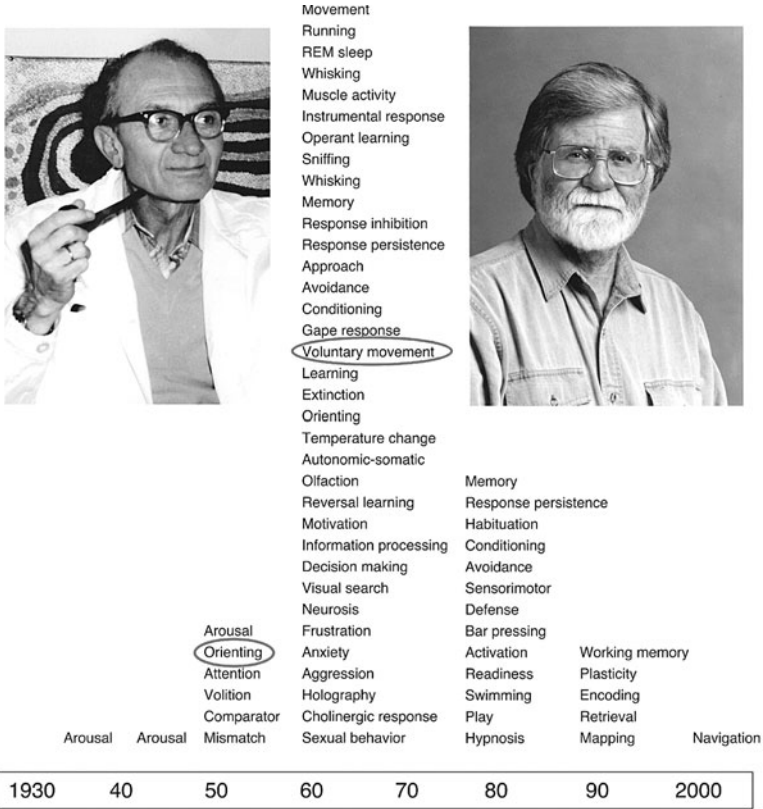 Movement
Running
REM sleep
Whisking
Muscle activity
Instrumental response
Operant learning
Sniffing
Whisking
Memory
Response inhibition
Response persistence
Approach
Avoidance
Conditioning
Gape response
Voluntary movement
Learning
Extinction
Orienting
Temperature change
Autonomic-somatic
Olfaction Memory
Reversal learning Response persistence
Motivation Habituation
Information processing Conditioning
Decision making Avoidance
Visual search Sensorimotor
Neurosis Defense
Arousal Frustration Bar pressing
Orienting Anxiety Activation Working memory
Attention Aggression Readiness Plasticity
Volition Holography Swimming Encoding
Comparator Cholinergic response Play Retrieval
Arousal Arousal Mismatch Sexual behavior Hypnosis Mapping Navigation
1930 40 50 60 70 80 90 2000